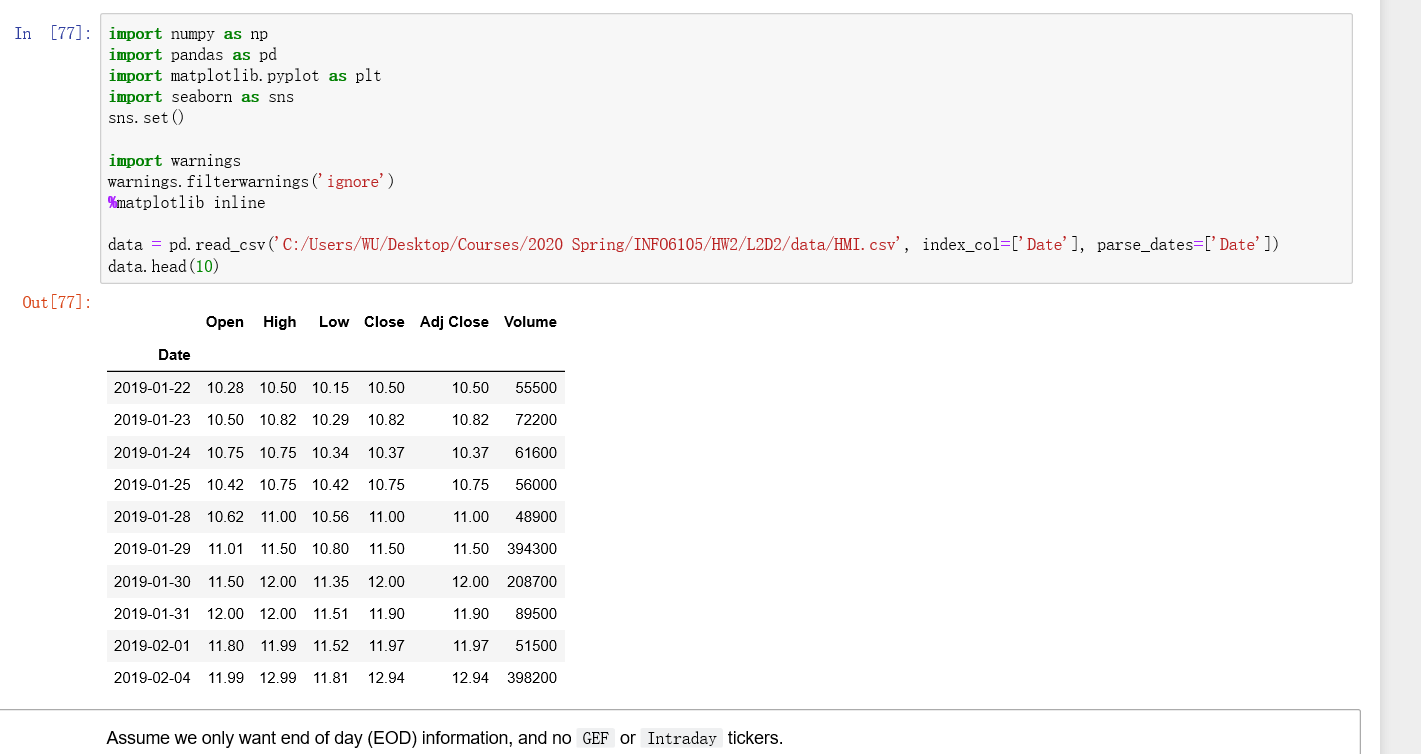 In [77]:
import numpy as np
import pandas as pd
import matplotlib.pyplot as plt
import seaborn as sns
sns.set()
import warnings
warnings.filterwarnings('ignore')
%matplotlib inline
data = pd.read_csv('C:/Users/WU/Desktop/Courses/2020 Spring/INFO6105/HW2/L2D2/data/HMI.csv', index_col=['Date'], parse_dates=['Date'])
data.head(10)
Out[77]:
Open High Low Close Adj Close Volume
Date
2019-01-22 10.28 10.50 10.15 10.50 10.50 55500
2019-01-23 10.50 10.82 10.29 10.82 10.82 72200
2019-01-24 10.75 10.75 10.34 10.37 10.37 61600
2019-01-25 10.42 10.75 10.42 10.75 10.75 56000
2019-01-28 10.62 11.00 10.56 11.00 11.00 48900
2019-01-29 11.01 11.50 10.80 11.50 11.50 394300
2019-01-30 11.50 12.00 11.35 12.00 12.00 208700
2019-01-31 12.00 12.00 11.51 11.90 11.90 89500
2019-02-01 11.80 11.99 11.52 11.97 11.97 51500
2019-02-04 11.99 12.99 11.81 12.94 12.94 398200
Assume we only want end of day (EOD) information, and no GEF or Intraday tickers.